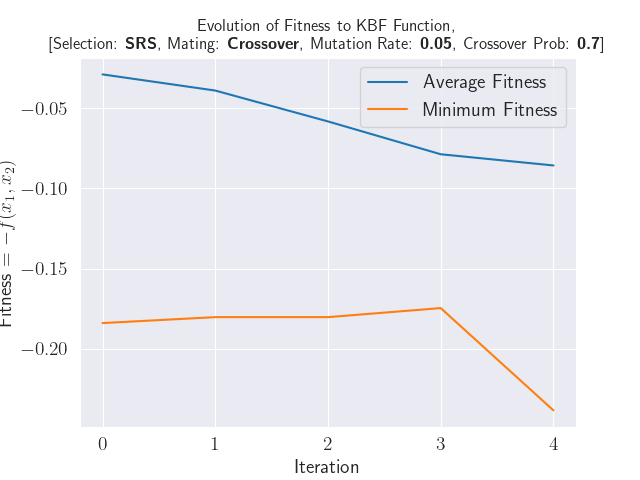 Evolution of Fitness to KBF Function,
[Selection: SRS, Mating: Crossover, Mutation Rate: 0.05, Crossover Prob: 0.7]
Average Fitness
Minimum Fitness
−0.05
−0.10
−0.15
−0.20
Fitness = −f(x₁, x₂)
0 1 2 3 4
Iteration